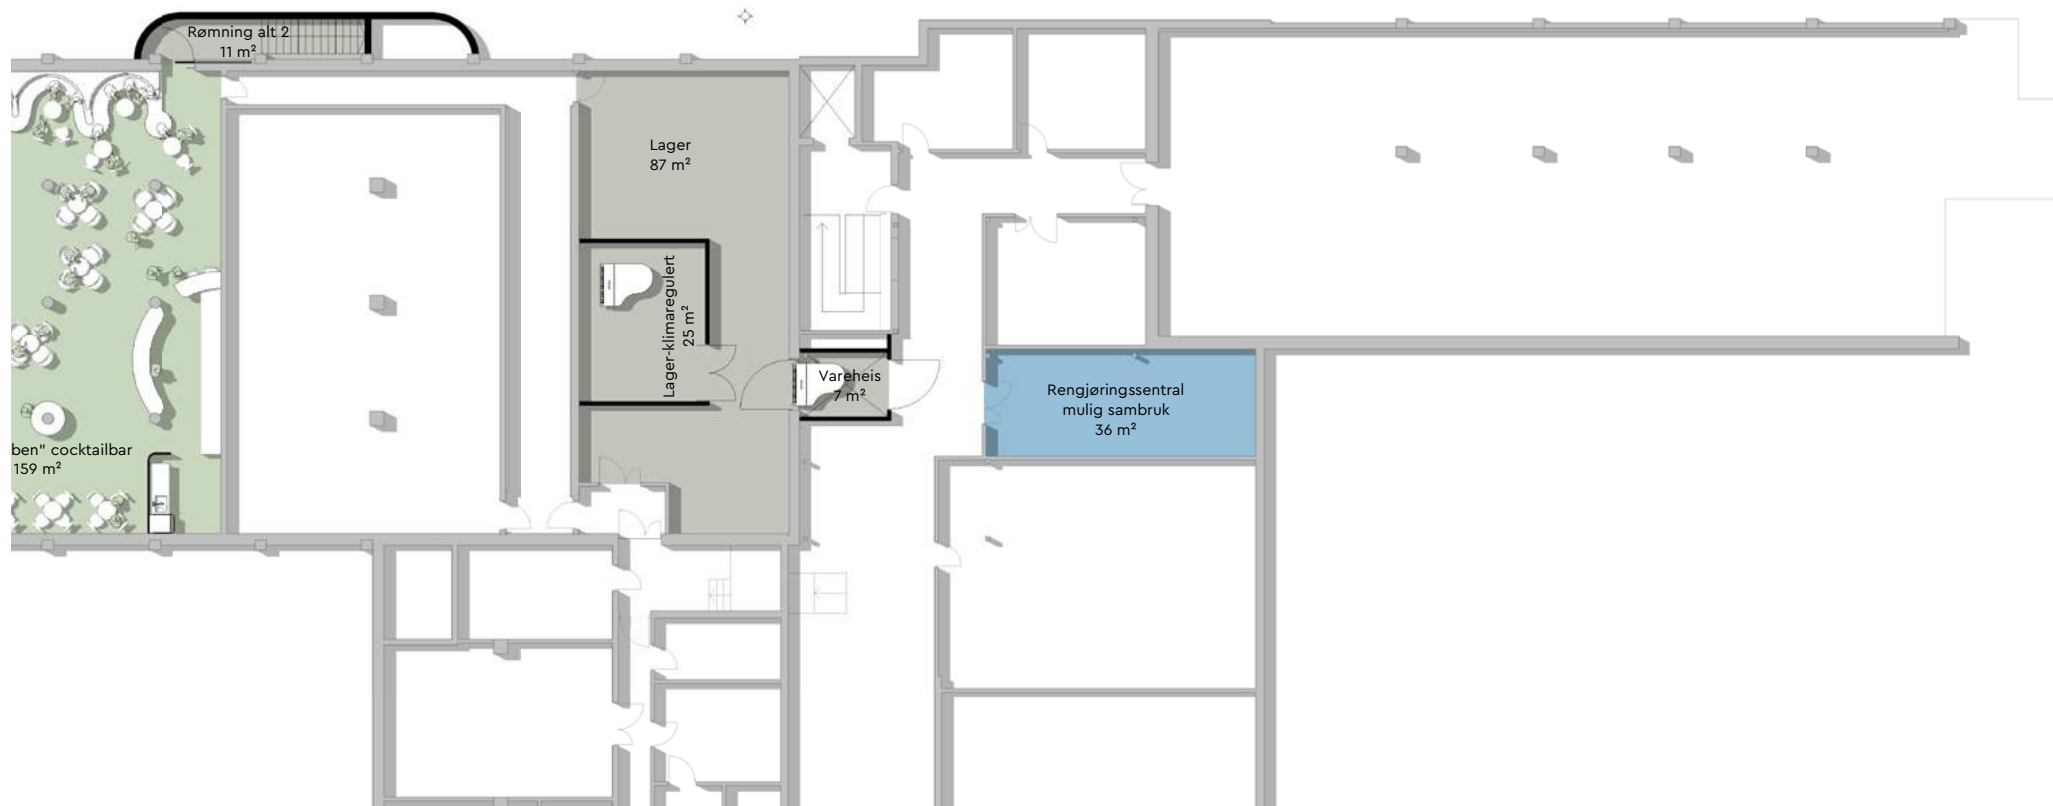 Rømning alt 2
11 m²
Lager
87 m²
Lager-klimaregulert
25 m²
Vareheis
7 m²
Rengjøringssentral
mulig sambruk
36 m²
ben" cocktailbar
159 m²